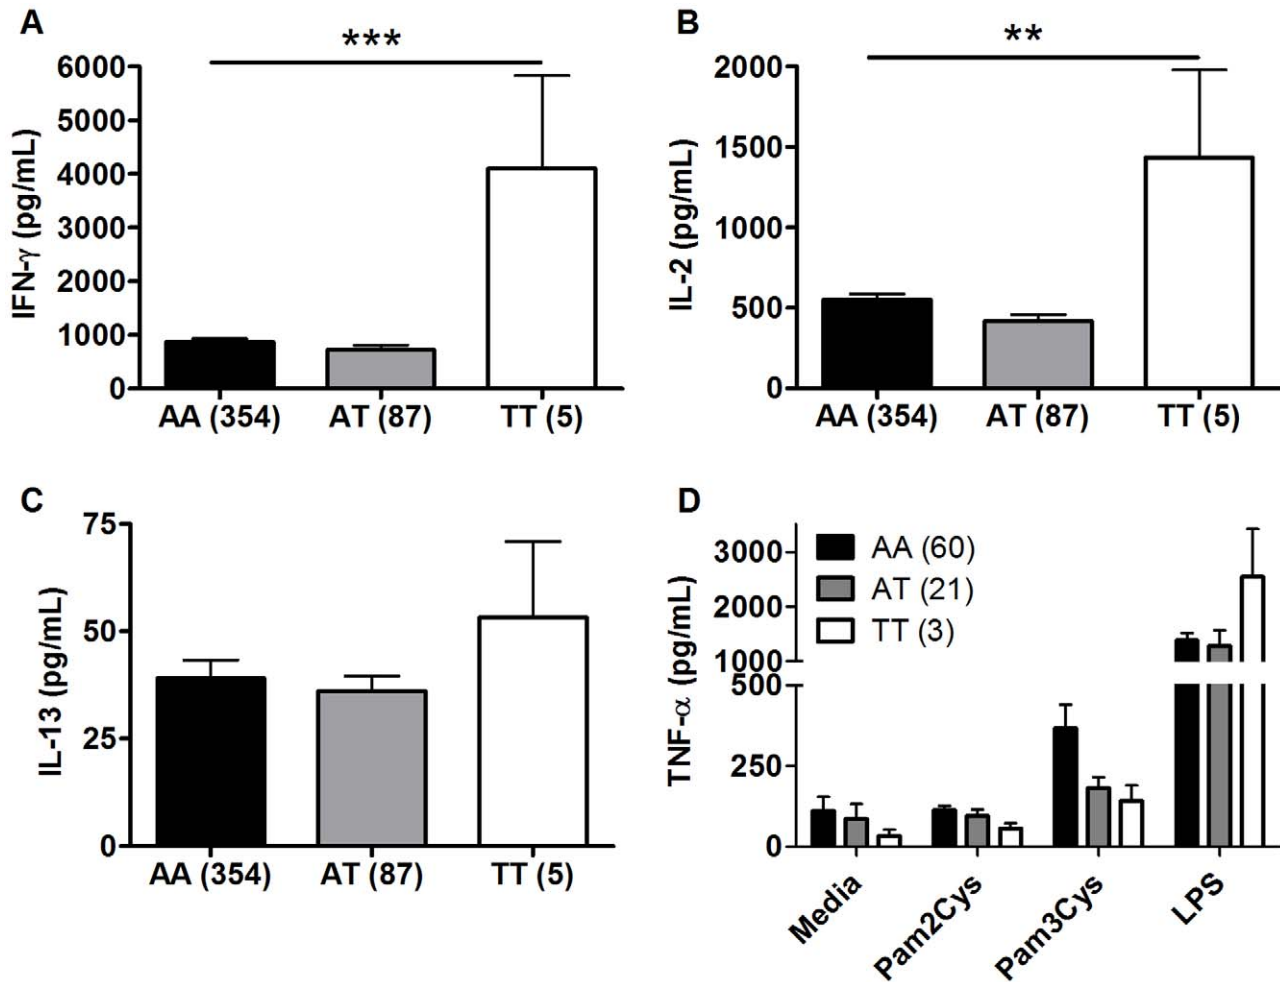 A
***
IFN-γ (pg/mL)
6000
5000
4000
3000
2000
1000
0
AA (354) AT (87) TT (5)
B
**
IL-2 (pg/mL)
2000
1500
1000
500
0
AA (354) AT (87) TT (5)
C
IL-13 (pg/mL)
75
50
25
0
AA (354) AT (87) TT (5)
D
TNF-α (pg/mL)
3000
2000
1000
500
250
0
AA (60)
AT (21)
TT (3)
Media Pam2Cys Pam3Cys LPS